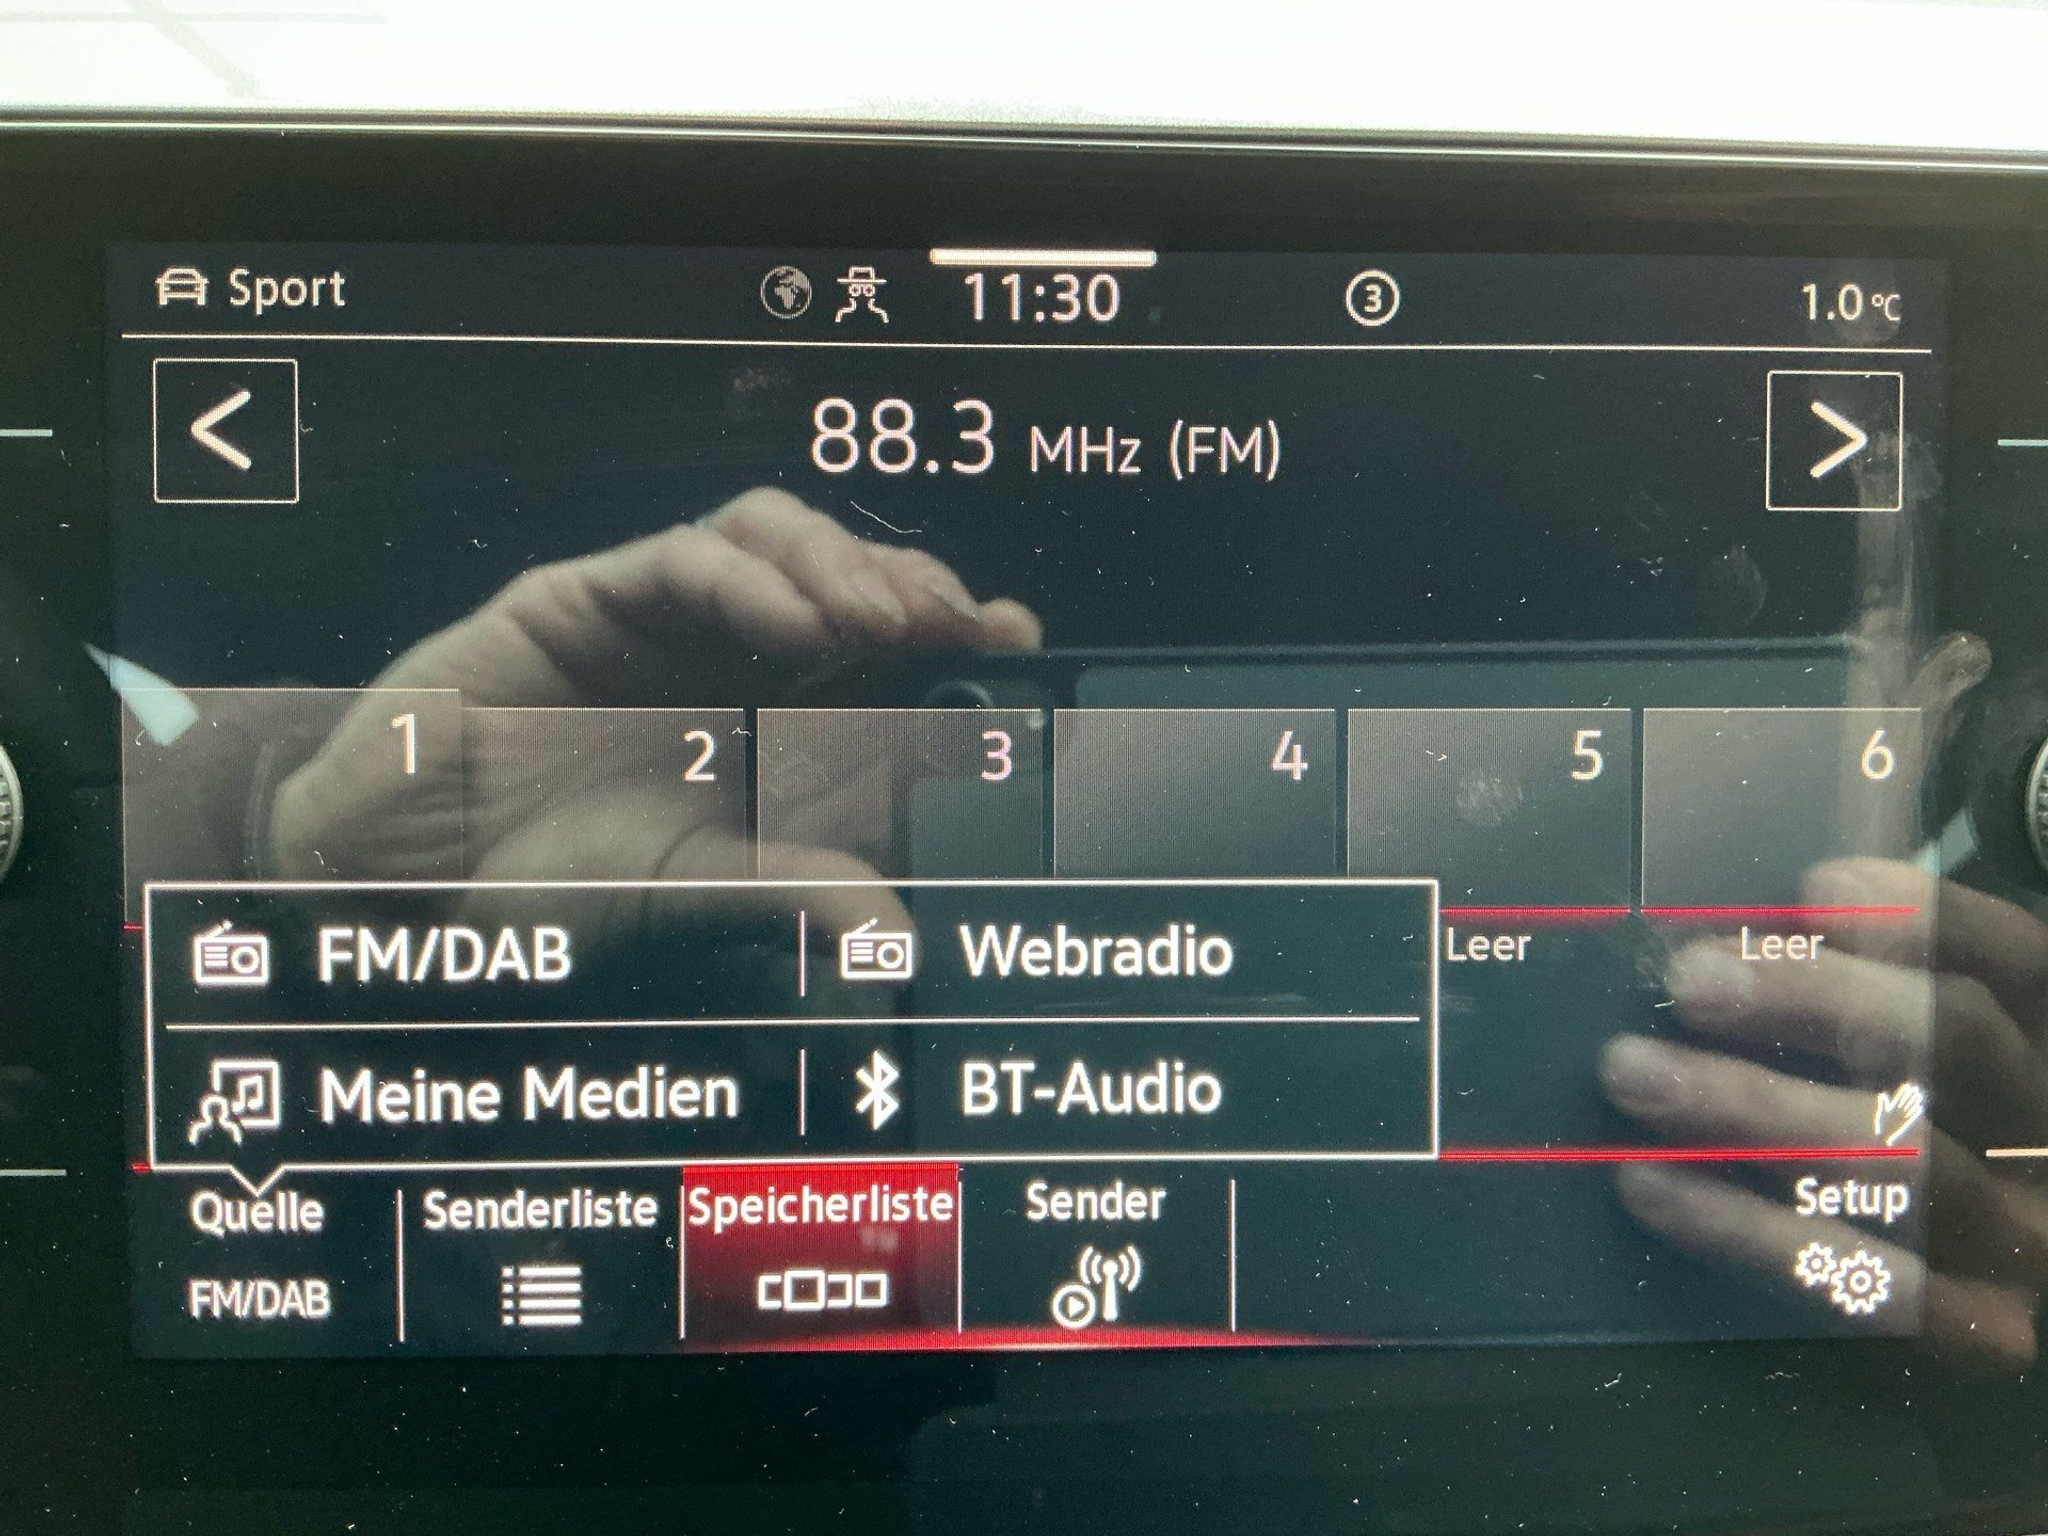 Sport 11:30 3 1.0 °C
< 88.3 MHz (FM) >
1 2 3 4 5 6
FM/DAB Webradio Leer Leer
Meine Medien BT-Audio
Quelle Senderliste Speicherliste Sender Setup
FM/DAB